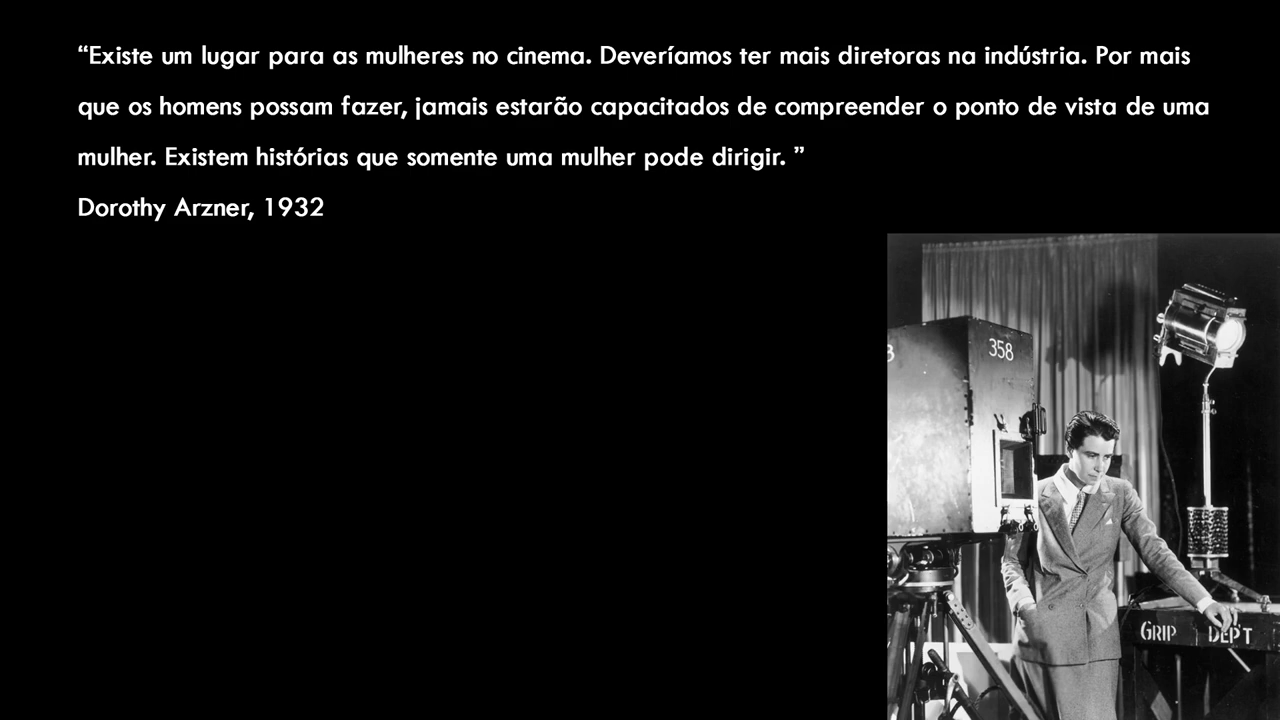 “Existe um lugar para as mulheres no cinema. Deveríamos ter mais diretoras na indústria. Por mais
que os homens possam fazer, jamais estarão capacitados de compreender o ponto de vista de uma
mulher. Existem histórias que somente uma mulher pode dirigir. ”
Dorothy Arzner, 1932
3
358
GRIP DEP'T